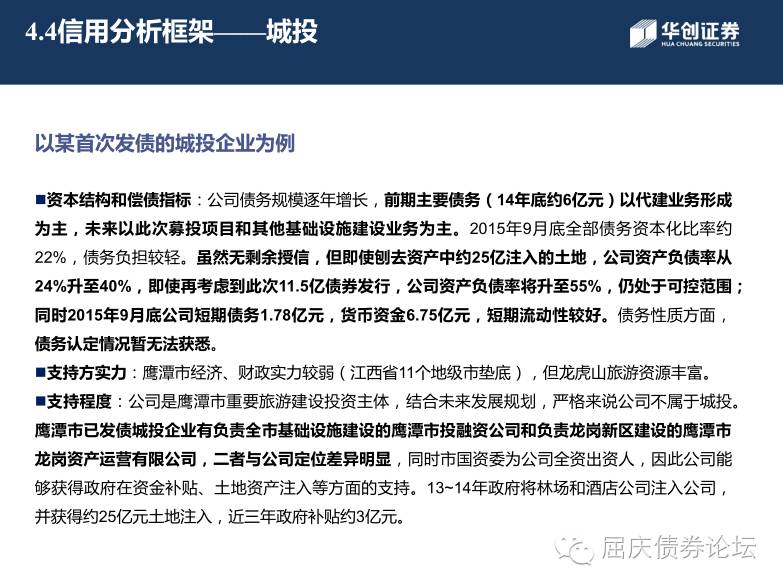 4.4信用分析框架——城投
华创证券
HUA CHUANG SECURITIES
以某首次发债的城投企业为例
■资本结构和偿债指标：公司债务规模逐年增长，前期主要债务（14年底约6亿元）以代建业务形成
为主，未来以此次募投项目和其他基础设施建设业务为主。2015年9月底全部债务资本化比率约
22%，债务负担较轻。虽然无剩余授信，但即使刨去资产中约25亿注入的土地，公司资产负债率从
24%升至40%，即使再考虑到此次11.5亿债券发行，公司资产负债率将升至55%，仍处于可控范围；
同时2015年9月底公司短期债务1.78亿元，货币资金6.75亿元，短期流动性较好。债务性质方面，
债务认定情况暂无法获悉。
■支持方实力：鹰潭市经济、财政实力较弱（江西省11个地级市垫底），但龙虎山旅游资源丰富。
■支持程度：公司是鹰潭市重要旅游建设投资主体，结合未来发展规划，严格来说公司不属于城投。
鹰潭市已发债城投企业有负责全市基础设施建设的鹰潭市投融资公司和负责龙岗新区建设的鹰潭市
龙岗资产运营有限公司，二者与公司定位差异明显，同时市国资委为公司全资出资人，因此公司能
够获得政府在资金补贴、土地资产注入等方面的支持。13~14年政府将林场和酒店公司注入公司，
并获得约25亿元土地注入，近三年政府补贴约3亿元。
屈庆债券论坛